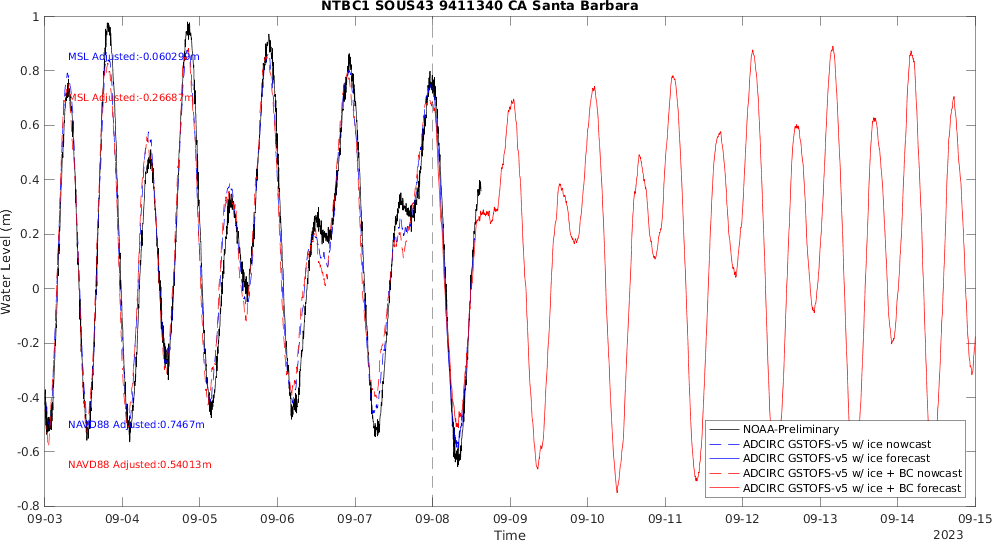 NTBC1 SOUS43 9411340 CA Santa Barbara
Water Level (m)
1
0.8
0.6
0.4
0.2
0
-0.2
-0.4
-0.6
-0.8
MSL Adjusted:-0.060299m
MSL Adjusted:-0.26687m
NAVD88 Adjusted:0.7467m
NAVD88 Adjusted:0.54013m
NOAA-Preliminary
ADCIRC GSTOFS-v5 w/ ice nowcast
ADCIRC GSTOFS-v5 w/ ice forecast
ADCIRC GSTOFS-v5 w/ ice + BC nowcast
ADCIRC GSTOFS-v5 w/ ice + BC forecast
09-03 09-04 09-05 09-06 09-07 09-08 09-09 09-10 09-11 09-12 09-13 09-14 09-15
Time
2023